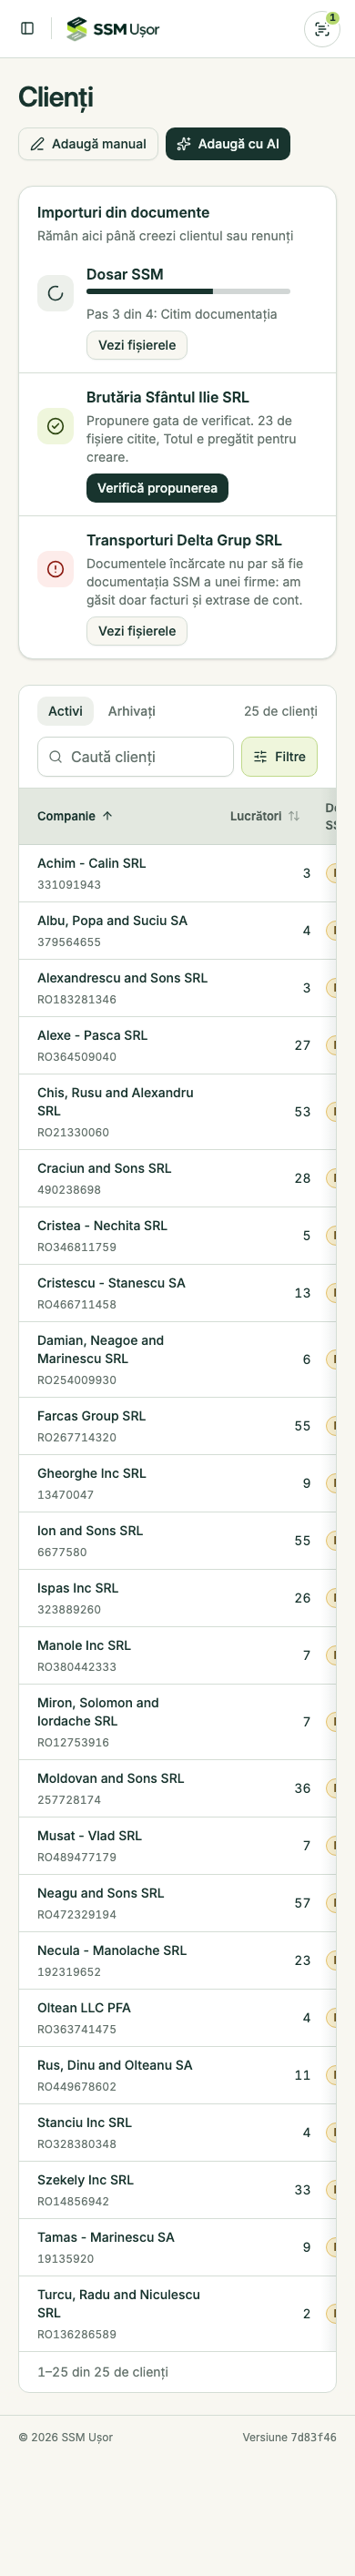 SSM Ușor
1
Clienți
Adaugă manual
Adaugă cu AI
Importuri din documente
Rămân aici până creezi clientul sau renunți
Dosar SSM
Pas 3 din 4: Citim documentația
Vezi fișierele
Brutăria Sfântul Ilie SRL
Propunere gata de verificat. 23 de
fișiere citite, Totul e pregătit pentru
creare.
Verifică propunerea
Transporturi Delta Grup SRL
Documentele încărcate nu par să fie
documentația SSM a unei firme: am
găsit doar facturi și extrase de cont.
Vezi fișierele
Activi
Arhivați
25 de clienți
Caută clienți
Filtre
Companie
Lucrători
Achim - Calin SRL
331091943
3
Albu, Popa and Suciu SA
379564655
4
Alexandrescu and Sons SRL
RO183281346
3
Alexe - Pasca SRL
RO364509040
27
Chis, Rusu and Alexandru
SRL
RO21330060
53
Craciun and Sons SRL
490238698
28
Cristea - Nechita SRL
RO346811759
5
Cristescu - Stanescu SA
RO466711458
13
Damian, Neagoe and
Marinescu SRL
RO254009930
6
Farcas Group SRL
RO267714320
55
Gheorghe Inc SRL
13470047
9
Ion and Sons SRL
6677580
55
Ispas Inc SRL
323889260
26
Manole Inc SRL
RO380442333
7
Miron, Solomon and
Iordache SRL
RO12753916
7
Moldovan and Sons SRL
257728174
36
Musat - Vlad SRL
RO489477179
7
Neagu and Sons SRL
RO472329194
57
Necula - Manolache SRL
192319652
23
Oltean LLC PFA
RO363741475
4
Rus, Dinu and Olteanu SA
RO449678602
11
Stanciu Inc SRL
RO328380348
4
Szekely Inc SRL
RO14856942
33
Tamas - Marinescu SA
19135920
9
Turcu, Radu and Niculescu
SRL
RO136286589
2
1–25 din 25 de clienți
© 2026 SSM Ușor
Versiune 7d83f46